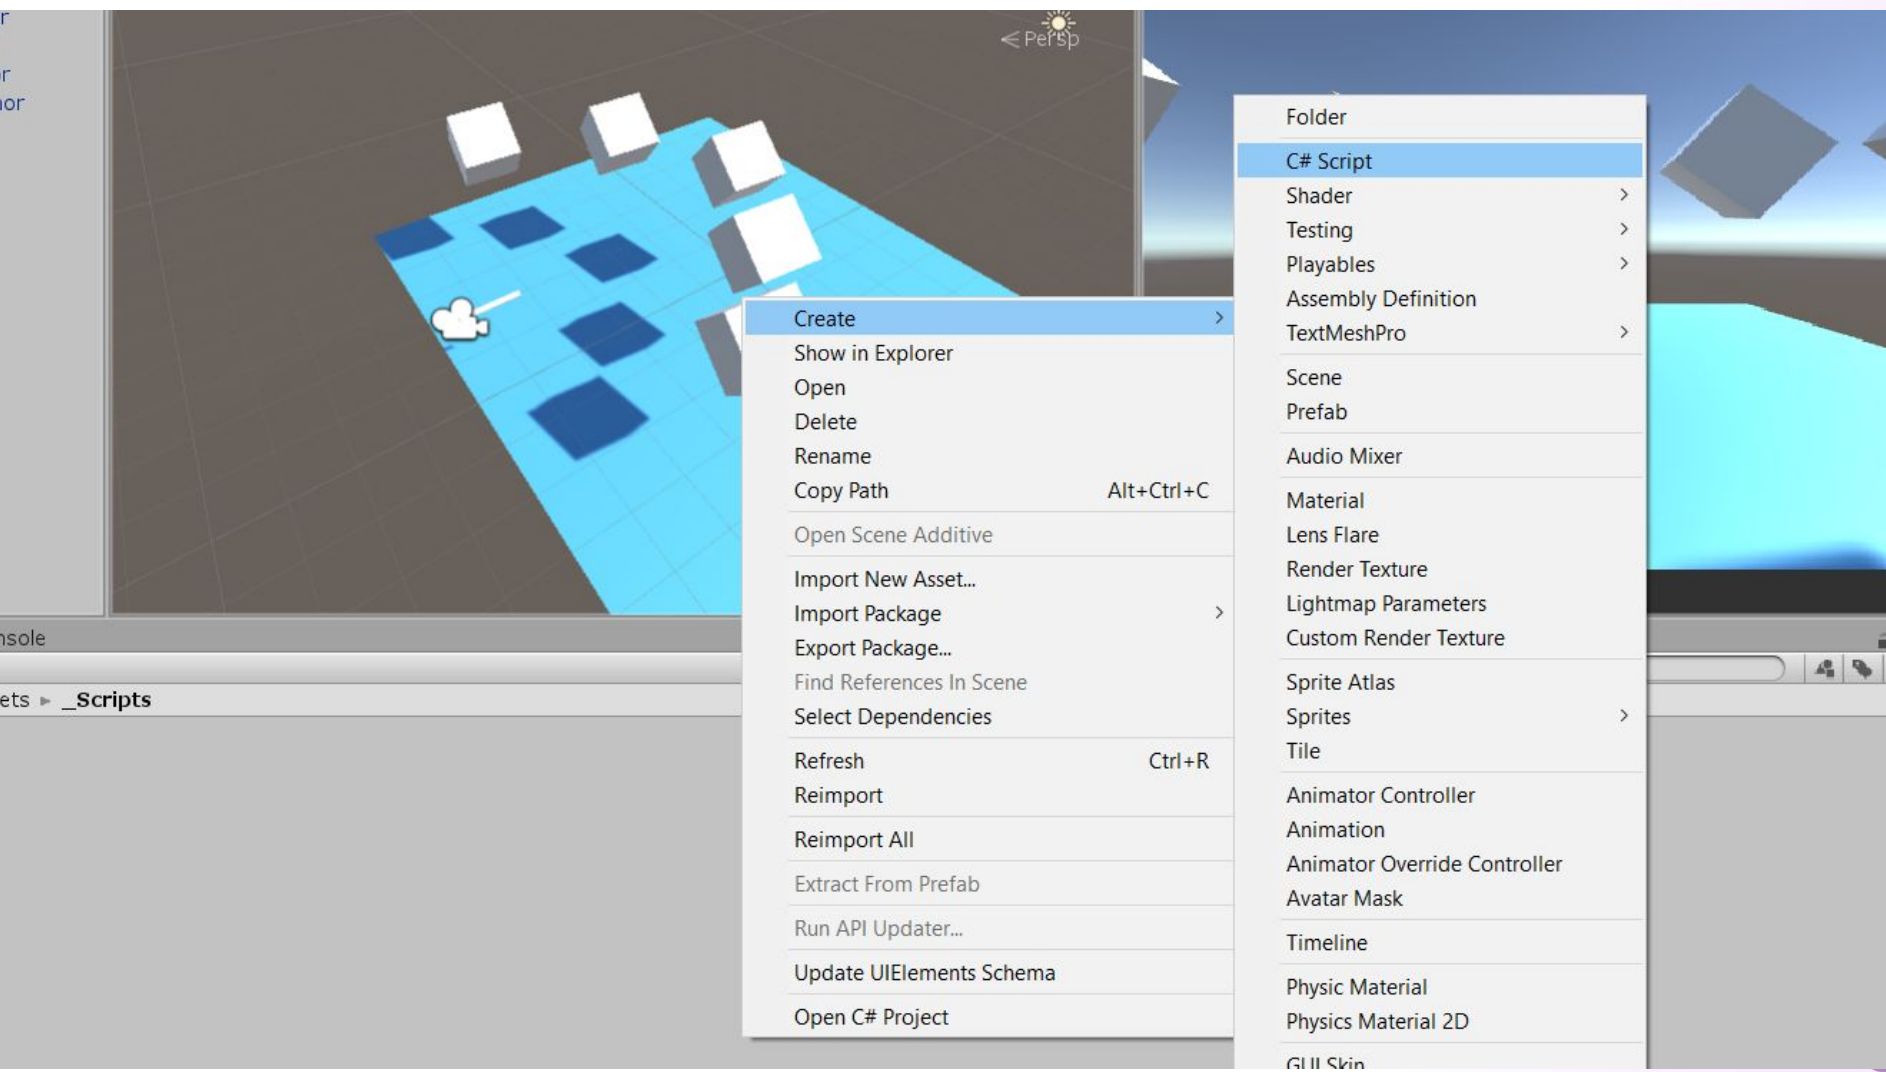 r
Persp
r
nor
Create
Show in Explorer
Open
Delete
Rename
Copy Path Alt+Ctrl+C
Open Scene Additive
Import New Asset...
Import Package
Export Package...
Find References In Scene
Select Dependencies
Refresh Ctrl+R
Reimport
Reimport All
Extract From Prefab
Run API Updater...
Update UIElements Schema
Open C# Project
Folder
C# Script
Shader
Testing
Playables
Assembly Definition
TextMeshPro
Scene
Prefab
Audio Mixer
Material
Lens Flare
Render Texture
Lightmap Parameters
Custom Render Texture
Sprite Atlas
Sprites
Tile
Animator Controller
Animation
Animator Override Controller
Avatar Mask
Timeline
Physic Material
Physics Material 2D
GUI Skin
nsole
ets ▸ _Scripts